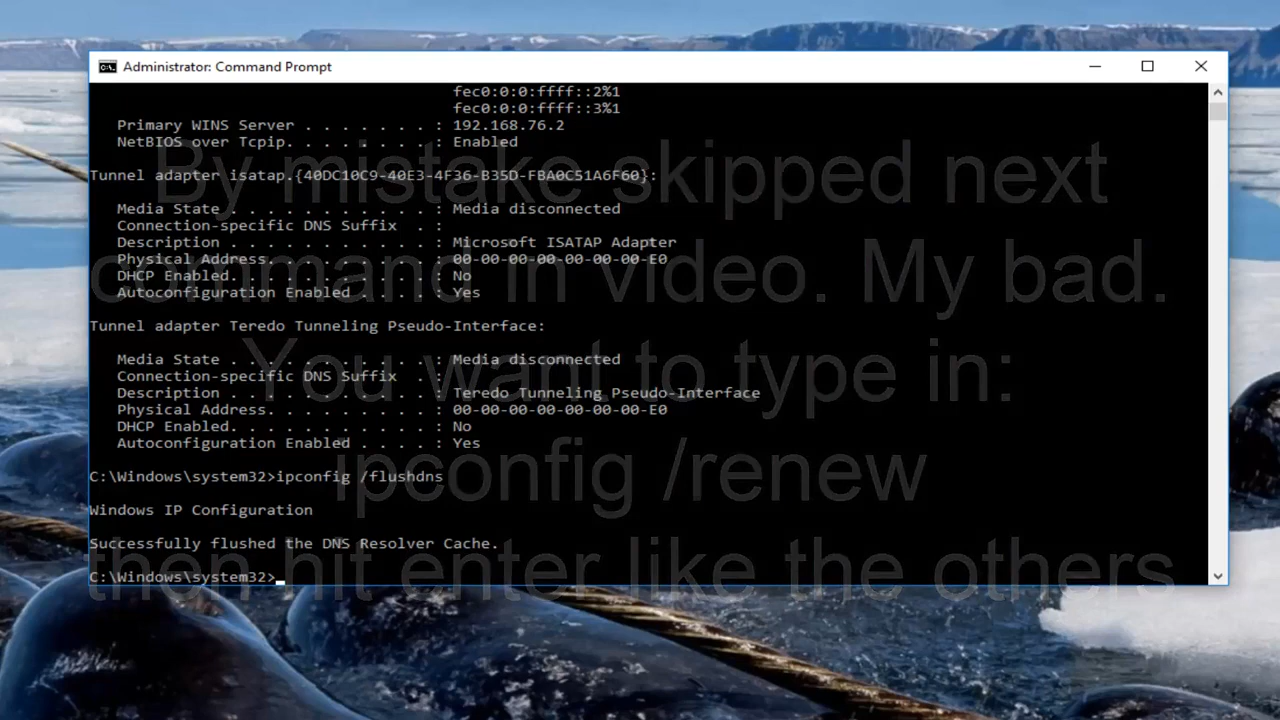 Administrator: Command Prompt
fec0:0:0:ffff::2%1
fec0:0:0:ffff::3%1
Primary WINS Server . . . . . . . : 192.168.76.2
NetBIOS over Tcpip. . . . . . . . : Enabled
Tunnel adapter isatap.{40DC10C9-40E3-4F36-B35D-FBA0C51A6F60}:
Media State . . . . . . . . . . . : Media disconnected
Connection-specific DNS Suffix  . :
Description . . . . . . . . . . . : Microsoft ISATAP Adapter
Physical Address. . . . . . . . . : 00-00-00-00-00-00-00-E0
DHCP Enabled. . . . . . . . . . . : No
Autoconfiguration Enabled . . . . : Yes
Tunnel adapter Teredo Tunneling Pseudo-Interface:
Media State . . . . . . . . . . . : Media disconnected
Connection-specific DNS Suffix  . :
Description . . . . . . . . . . . : Teredo Tunneling Pseudo-Interface
Physical Address. . . . . . . . . : 00-00-00-00-00-00-00-E0
DHCP Enabled. . . . . . . . . . . : No
Autoconfiguration Enabled . . . . : Yes
C:\Windows\system32>ipconfig /flushdns
Windows IP Configuration
Successfully flushed the DNS Resolver Cache.
C:\Windows\system32>
By mistake skipped next
command in video. My bad.
You want to type in:
ipconfig /renew
then hit enter like the others